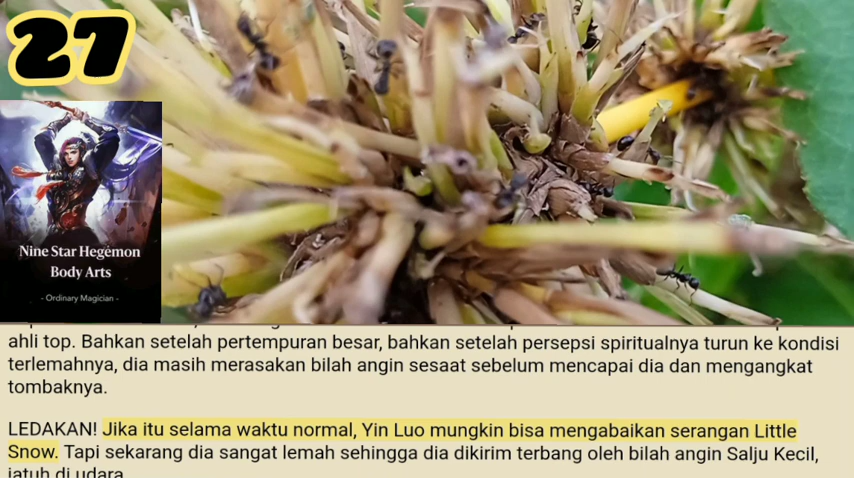 27
Nine Star Hegemon
Body Arts
- Ordinary Magician -
ahli top. Bahkan setelah pertempuran besar, bahkan setelah persepsi spiritualnya turun ke kondisi
terlemahnya, dia masih merasakan bilah angin sesaat sebelum mencapai dia dan mengangkat
tombaknya.
LEDAKAN! Jika itu selama waktu normal, Yin Luo mungkin bisa mengabaikan serangan Little
Snow. Tapi sekarang dia sangat lemah sehingga dia dikirim terbang oleh bilah angin Salju Kecil,
jatuh di udara